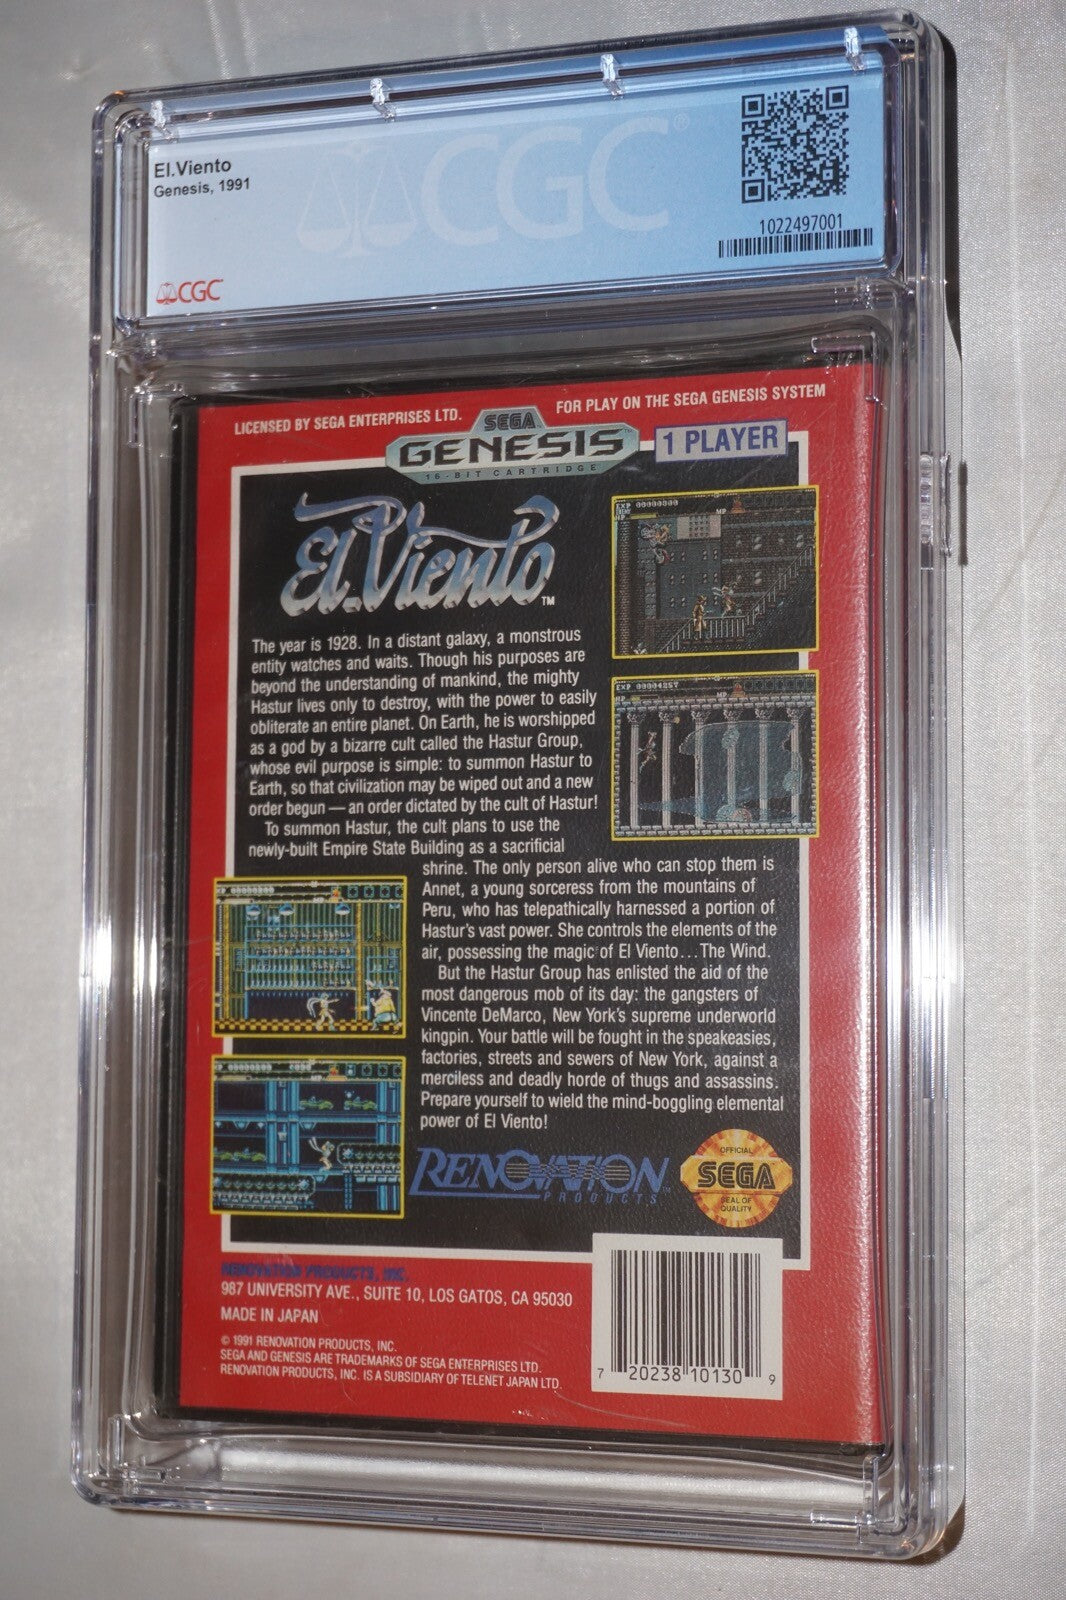 El.Viento
Genesis, 1991
CGC®
1022497001
CGC
LICENSED BY SEGA ENTERPRISES LTD.
FOR PLAY ON THE SEGA GENESIS SYSTEM
SEGA
GENESIS
16-BIT CARTRIDGE
1 PLAYER
El.Viento™
The year is 1928. In a distant galaxy, a monstrous
entity watches and waits. Though his purposes are
beyond the understanding of mankind, the mighty
Hastur lives only to destroy, with the power to easily
obliterate an entire planet. On Earth, he is worshipped
as a god by a bizarre cult called the Hastur Group,
whose evil purpose is simple: to summon Hastur to
Earth, so that civilization may be wiped out and a new
order begun — an order dictated by the cult of Hastur!
To summon Hastur, the cult plans to use the
newly-built Empire State Building as a sacrificial
shrine. The only person alive who can stop them is
Annet, a young sorceress from the mountains of
Peru, who has telepathically harnessed a portion of
Hastur's vast power. She controls the elements of the
air, possessing the magic of El Viento...The Wind.
But the Hastur Group has enlisted the aid of the
most dangerous mob of its day: the gangsters of
Vincente DeMarco, New York's supreme underworld
kingpin. Your battle will be fought in the speakeasies,
factories, streets and sewers of New York, against a
merciless and deadly horde of thugs and assassins.
Prepare yourself to wield the mind-boggling elemental
power of El Viento!
RENOVATION™
PRODUCTS
OFFICIAL
SEGA
SEAL OF
QUALITY
RENOVATION PRODUCTS, INC.
987 UNIVERSITY AVE., SUITE 10, LOS GATOS, CA 95030
MADE IN JAPAN
© 1991 RENOVATION PRODUCTS, INC.
SEGA AND GENESIS ARE TRADEMARKS OF SEGA ENTERPRISES LTD.
RENOVATION PRODUCTS, INC. IS A SUBSIDIARY OF TELENET JAPAN LTD.
7 20238 10130 9